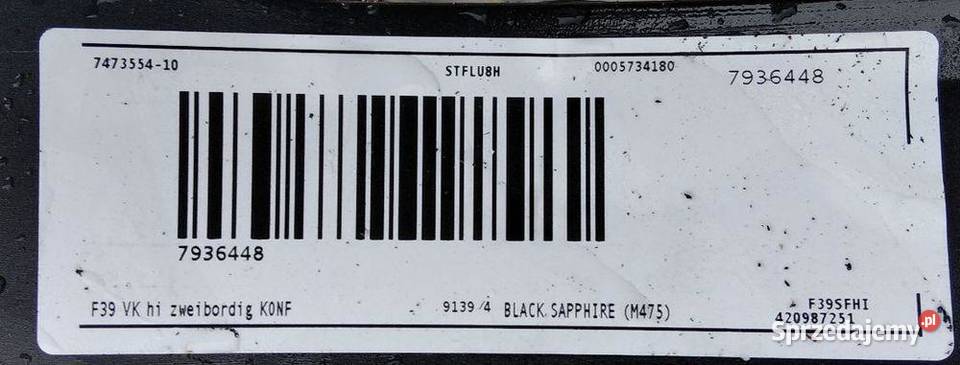 7473554-10 STFLU8H 0005734180 7936448
7936448
F39 VK hi zweibordig KONF 9139 4 BLACK SAPPHIRE (M475) F39SFHI
420987251
Sprzedajemy.pl